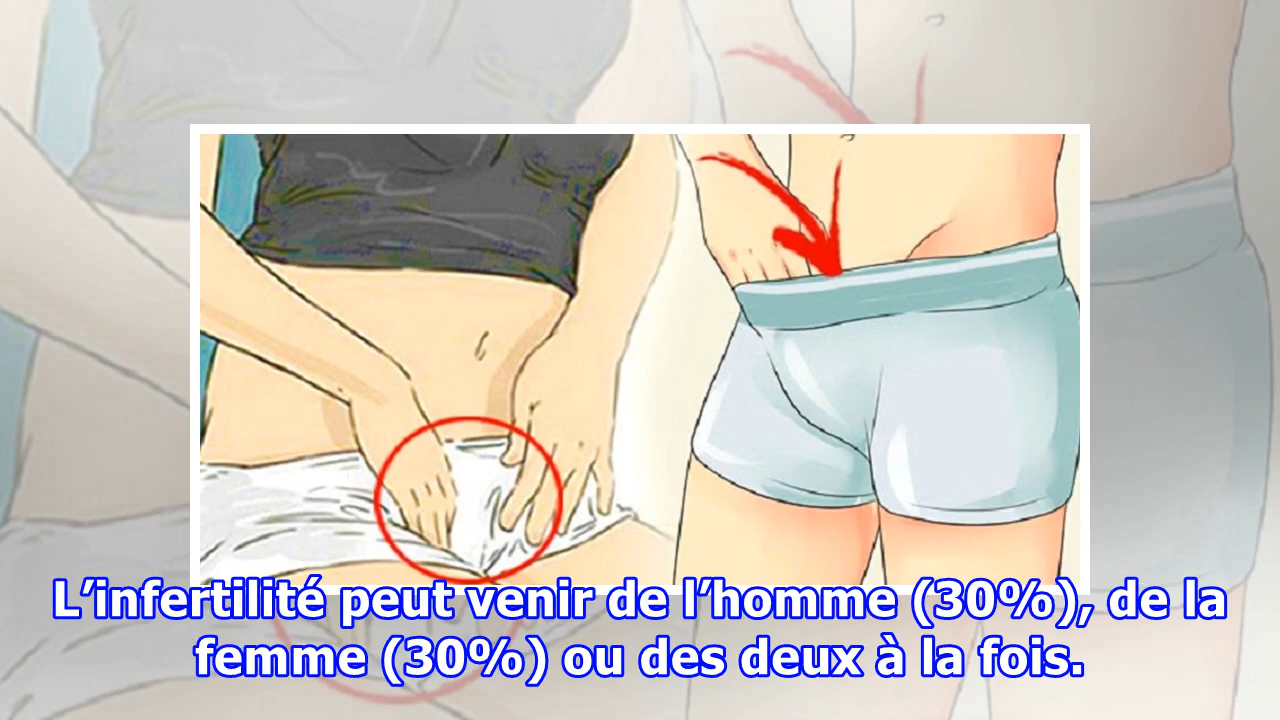 L’infertilité peut venir de l’homme (30%), de la
femme (30%) ou des deux à la fois.